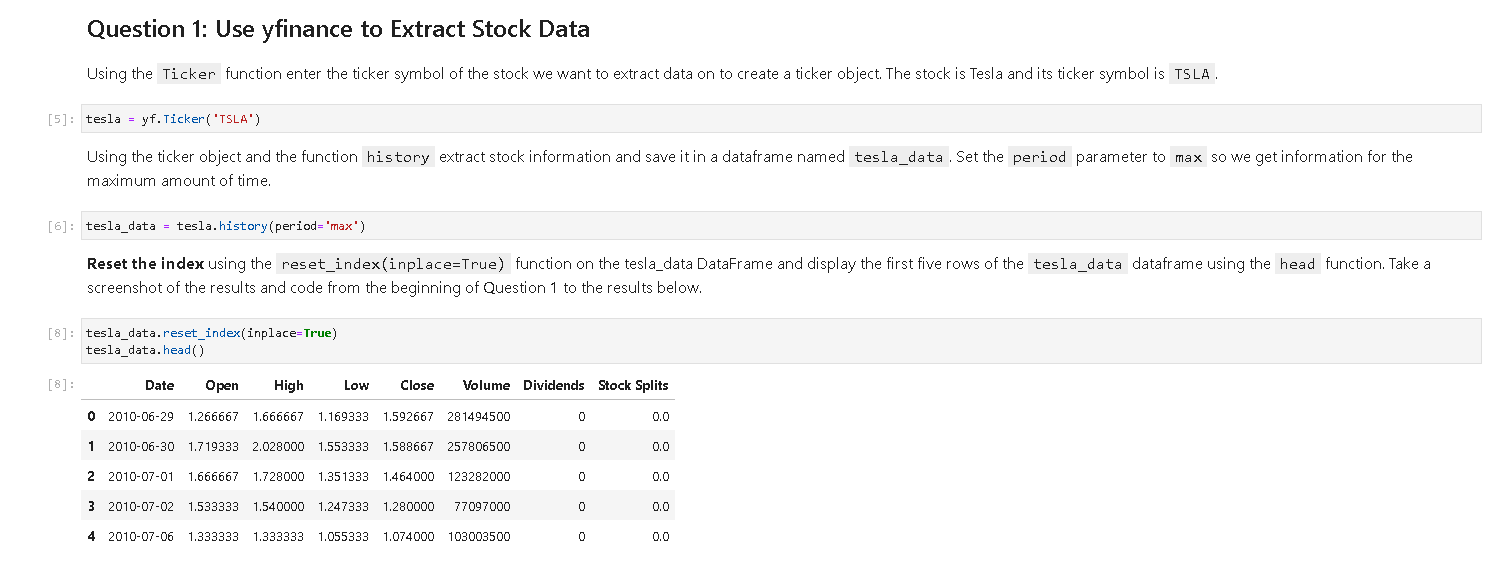 Question 1: Use yfinance to Extract Stock Data
Using the Ticker function enter the ticker symbol of the stock we want to extract data on to create a ticker object. The stock is Tesla and its ticker symbol is TSLA .
[5]: tesla = yf.Ticker('TSLA')
Using the ticker object and the function history extract stock information and save it in a dataframe named tesla_data . Set the period parameter to max so we get information for the
maximum amount of time.
[6]: tesla_data = tesla.history(period='max')
Reset the index using the reset_index(inplace=True) function on the tesla_data DataFrame and display the first five rows of the tesla_data dataframe using the head function. Take a
screenshot of the results and code from the beginning of Question 1 to the results below.
[8]: tesla_data.reset_index(inplace=True)
tesla_data.head()
[8]: Date Open High Low Close Volume Dividends Stock Splits
0 2010-06-29 1.266667 1.666667 1.169333 1.592667 281494500 0 0.0
1 2010-06-30 1.719333 2.028000 1.553333 1.588667 257806500 0 0.0
2 2010-07-01 1.666667 1.728000 1.351333 1.464000 123282000 0 0.0
3 2010-07-02 1.533333 1.540000 1.247333 1.280000 77097000 0 0.0
4 2010-07-06 1.333333 1.333333 1.055333 1.074000 103003500 0 0.0